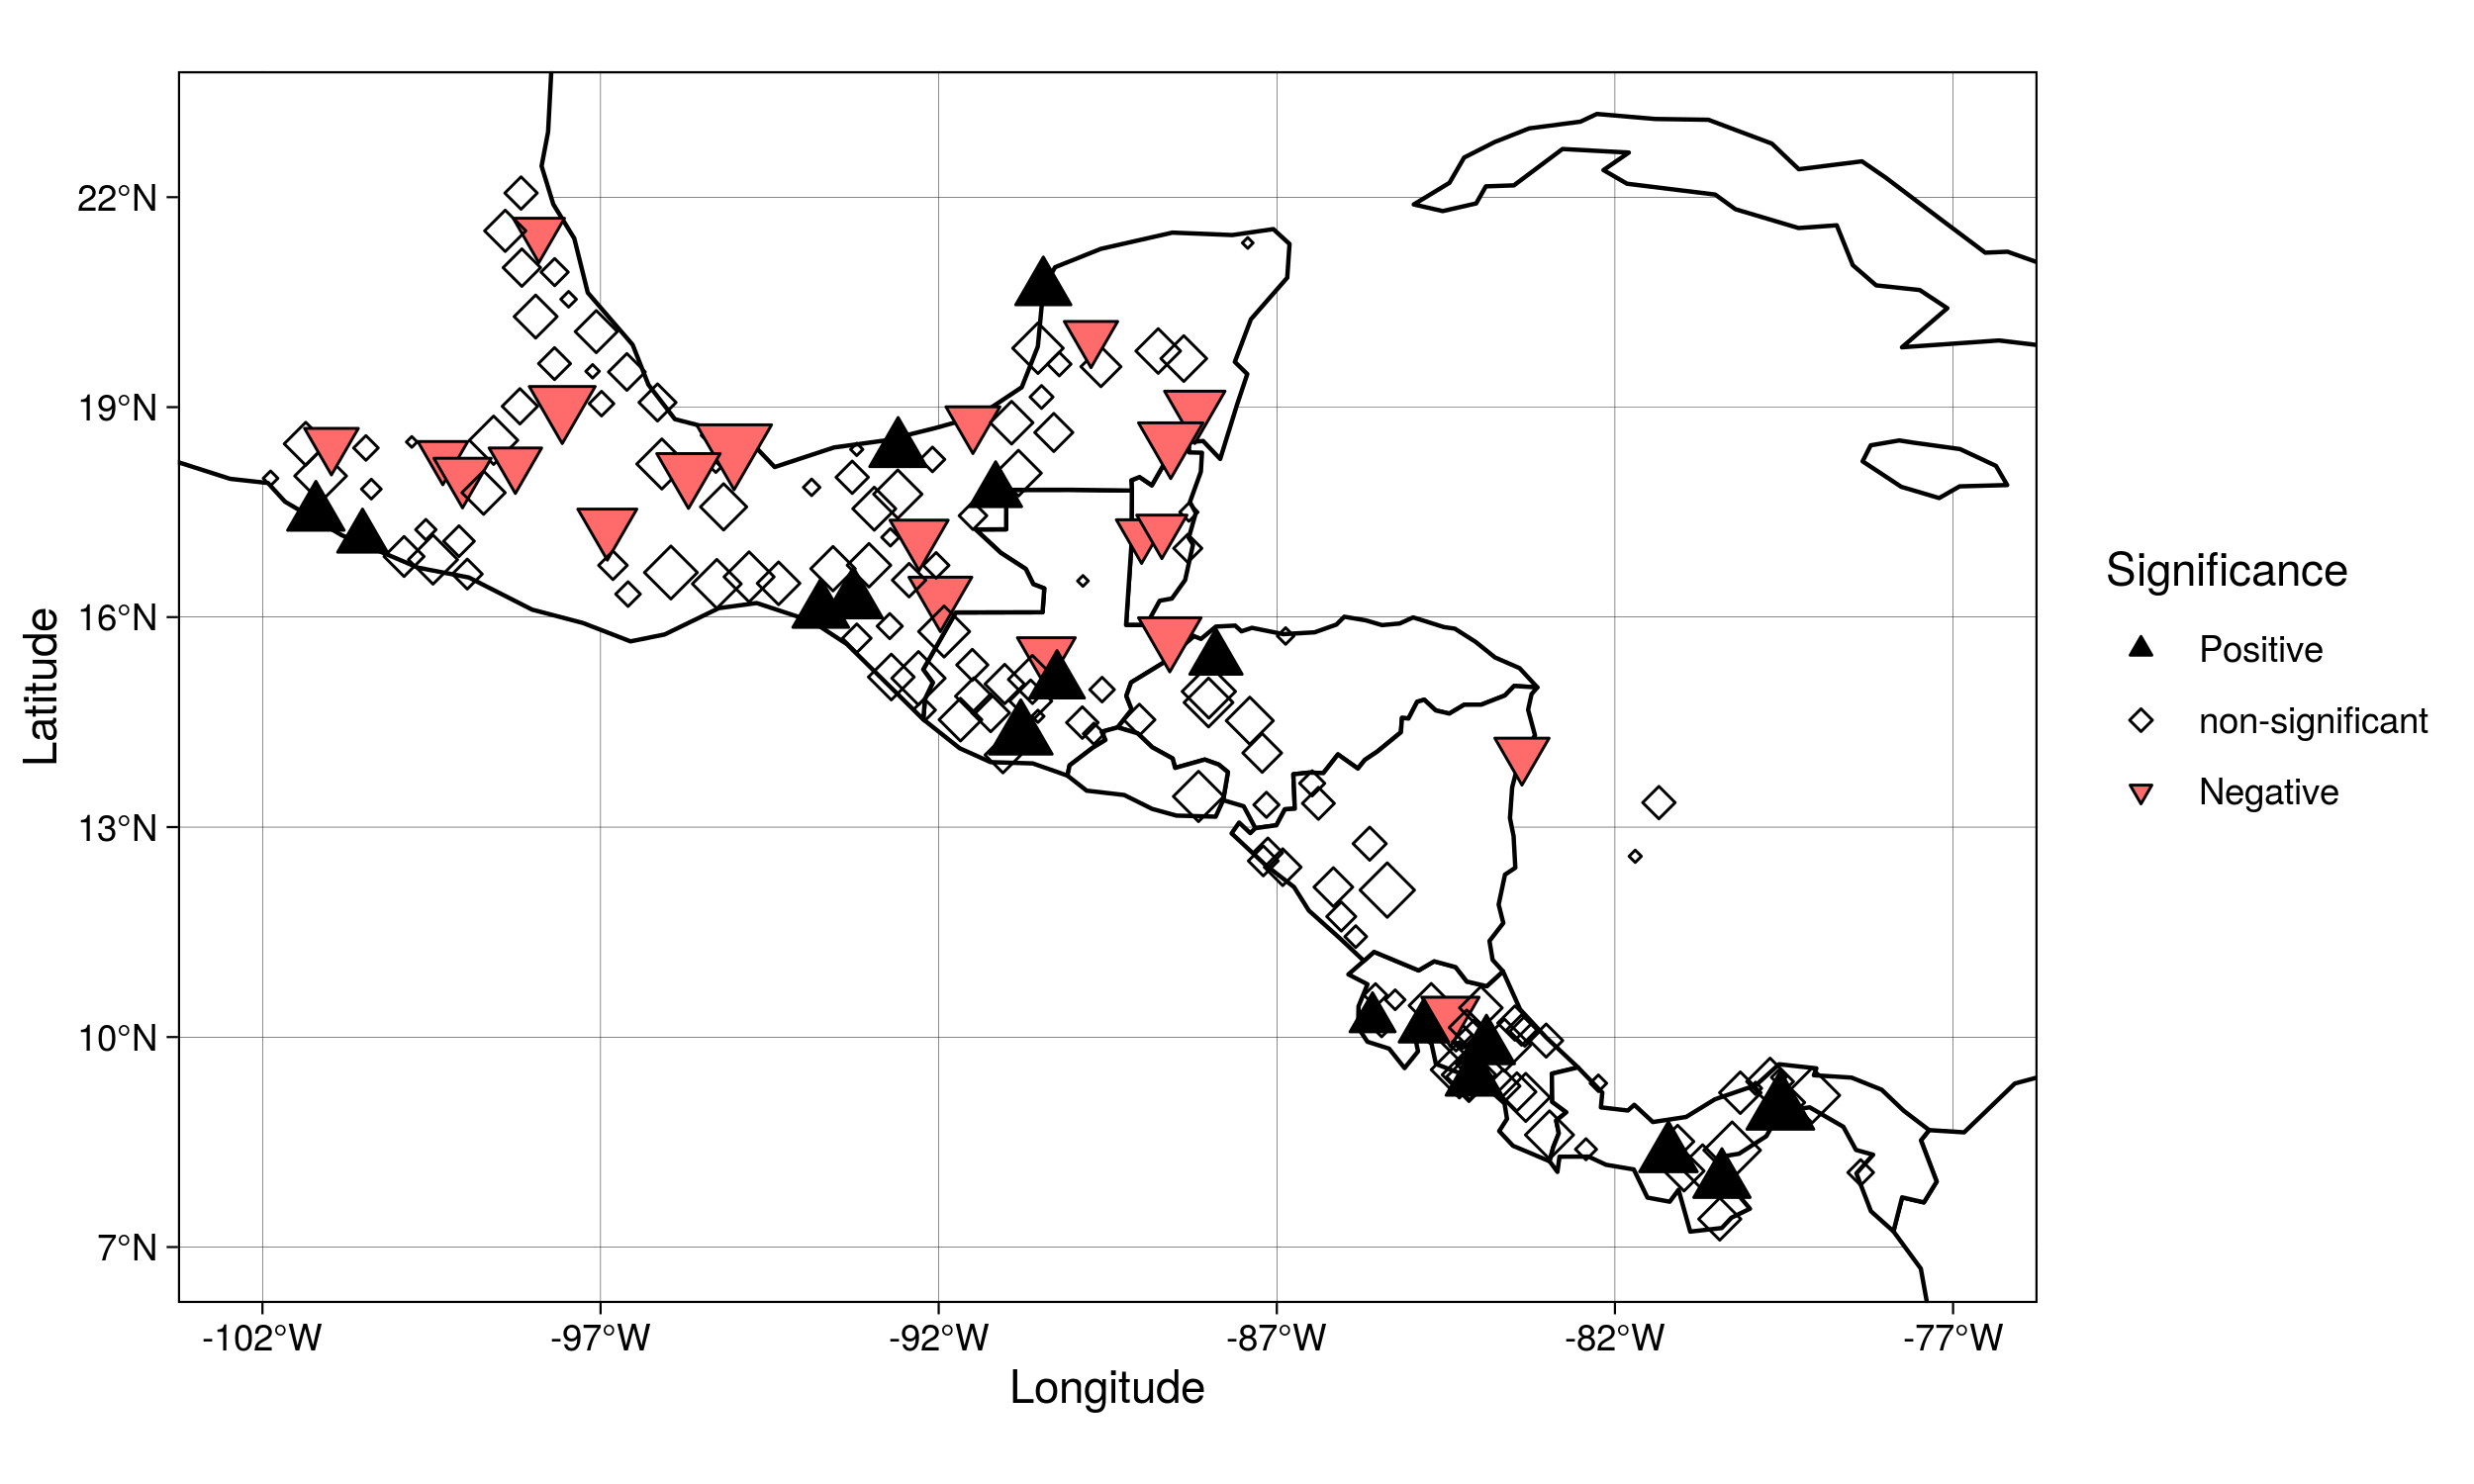 22°N
19°N
16°N
13°N
10°N
7°N
Latitude
-102°W
-97°W
-92°W
-87°W
-82°W
-77°W
Longitude
Significance
Positive
non-significant
Negative